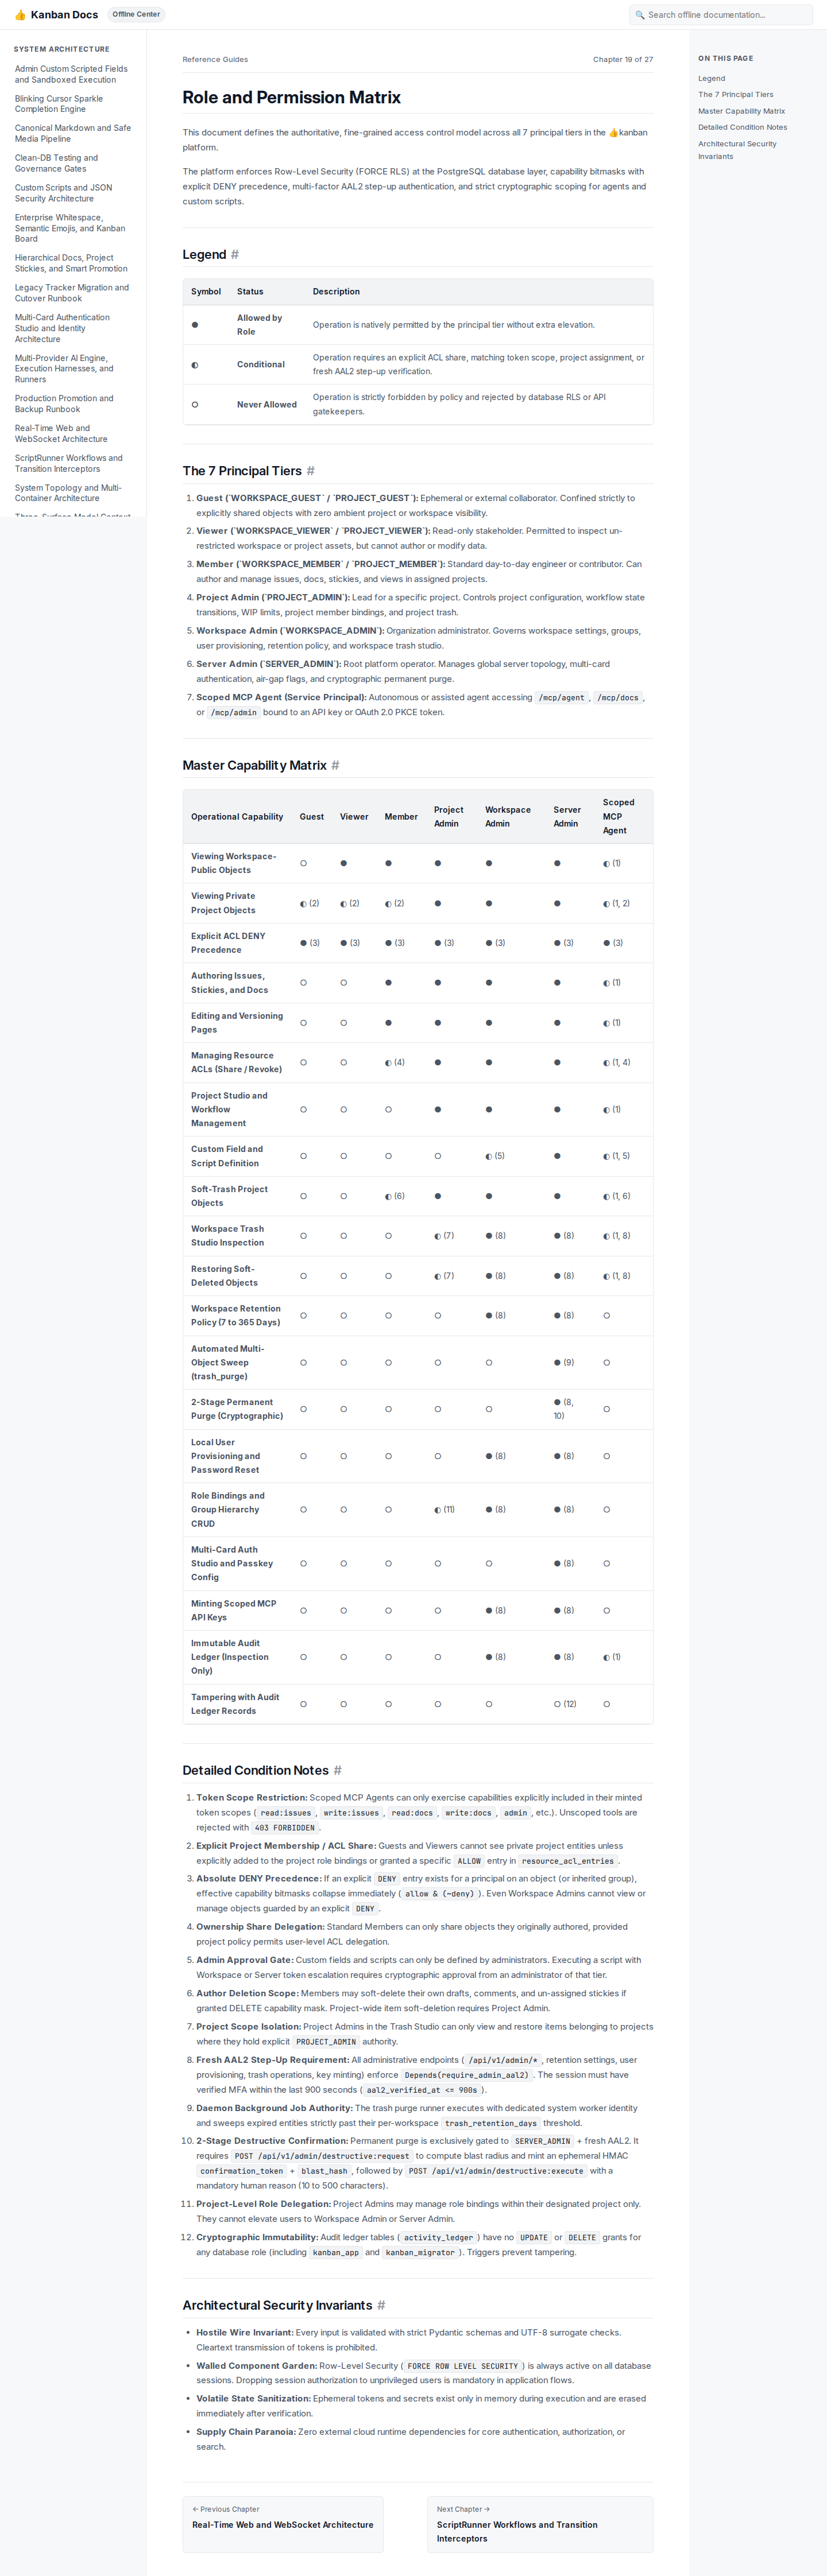 👍 Kanban Docs
Offline Center
🔍 Search offline documentation...
SYSTEM ARCHITECTURE
Admin Custom Scripted Fields
and Sandboxed Execution
Blinking Cursor Sparkle
Completion Engine
Canonical Markdown and Safe
Media Pipeline
Clean-DB Testing and
Governance Gates
Custom Scripts and JSON
Security Architecture
Enterprise Whitespace,
Semantic Emojis, and Kanban
Board
Hierarchical Docs, Project
Stickies, and Smart Promotion
Legacy Tracker Migration and
Cutover Runbook
Multi-Card Authentication
Studio and Identity
Architecture
Multi-Provider AI Engine,
Execution Harnesses, and
Runners
Production Promotion and
Backup Runbook
Real-Time Web and
WebSocket Architecture
ScriptRunner Workflows and
Transition Interceptors
System Topology and Multi-
Container Architecture
Reference Guides
Chapter 19 of 27
Role and Permission Matrix
This document defines the authoritative, fine-grained access control model across all 7 principal tiers in the 👍kanban
platform.
The platform enforces Row-Level Security (FORCE RLS) at the PostgreSQL database layer, capability bitmasks with
explicit DENY precedence, multi-factor AAL2 step-up authentication, and strict cryptographic scoping for agents and
custom scripts.
Legend #
Symbol Status Description
● Allowed by Role Operation is natively permitted by the principal tier without extra elevation.
◐ Conditional Operation requires an explicit ACL share, matching token scope, project assignment, or
fresh AAL2 step-up verification.
○ Never Allowed Operation is strictly forbidden by policy and rejected by database RLS or API
gatekeepers.
The 7 Principal Tiers #
1. Guest (`WORKSPACE_GUEST` / `PROJECT_GUEST`): Ephemeral or external collaborator. Confined strictly to
explicitly shared objects with zero ambient project or workspace visibility.
2. Viewer (`WORKSPACE_VIEWER` / `PROJECT_VIEWER`): Read-only stakeholder. Permitted to inspect un-
restricted workspace or project assets, but cannot author or modify data.
3. Member (`WORKSPACE_MEMBER` / `PROJECT_MEMBER`): Standard day-to-day engineer or contributor. Can
author and manage issues, docs, stickies, and views in assigned projects.
4. Project Admin (`PROJECT_ADMIN`): Lead for a specific project. Controls project configuration, workflow state
transitions, WIP limits, project member bindings, and project trash.
5. Workspace Admin (`WORKSPACE_ADMIN`): Organization administrator. Governs workspace settings, groups,
user provisioning, retention policy, and workspace trash studio.
6. Server Admin (`SERVER_ADMIN`): Root platform operator. Manages global server topology, multi-card
authentication, air-gap flags, and cryptographic permanent purge.
7. Scoped MCP Agent (Service Principal): Autonomous or assisted agent accessing /mcp/agent, /mcp/docs,
or /mcp/admin bound to an API key or OAuth 2.0 PKCE token.
Master Capability Matrix #
Operational Capability Guest Viewer Member Project Admin Workspace Admin Server Admin Scoped MCP Agent
Viewing Workspace-Public Objects ○ ● ● ● ● ● ◐ (1)
Viewing Private Project Objects ◐ (2) ◐ (2) ◐ (2) ● ● ● ◐ (1, 2)
Explicit ACL DENY Precedence ● (3) ● (3) ● (3) ● (3) ● (3) ● (3) ● (3)
Authoring Issues, Stickies, and Docs ○ ○ ● ● ● ● ◐ (1)
Editing and Versioning Pages ○ ○ ● ● ● ● ◐ (1)
Managing Resource ACLs (Share / Revoke) ○ ○ ◐ (4) ● ● ● ◐ (1, 4)
Project Studio and Workflow Management ○ ○ ○ ● ● ● ◐ (1)
Custom Field and Script Definition ○ ○ ○ ○ ◐ (5) ● ◐ (1, 5)
Soft-Trash Project Objects ○ ○ ◐ (6) ● ● ● ◐ (1, 6)
Workspace Trash Studio Inspection ○ ○ ○ ◐ (7) ● (8) ● (8) ◐ (1, 8)
Restoring Soft-Deleted Objects ○ ○ ○ ◐ (7) ● (8) ● (8) ◐ (1, 8)
Workspace Retention Policy (7 to 365 Days) ○ ○ ○ ○ ● (8) ● (8) ○
Automated Multi-Object Sweep (trash_purge) ○ ○ ○ ○ ○ ● (9) ○
2-Stage Permanent Purge (Cryptographic) ○ ○ ○ ○ ○ ● (8, 10) ○
Local User Provisioning and Password Reset ○ ○ ○ ○ ● (8) ● (8) ○
Role Bindings and Group Hierarchy CRUD ○ ○ ○ ◐ (11) ● (8) ● (8) ○
Multi-Card Auth Studio and Passkey Config ○ ○ ○ ○ ○ ● (8) ○
Minting Scoped MCP API Keys ○ ○ ○ ○ ● (8) ● (8) ○
Immutable Audit Ledger (Inspection Only) ○ ○ ○ ○ ● (8) ● (8) ◐ (1)
Tampering with Audit Ledger Records ○ ○ ○ ○ ○ ○ (12) ○
Detailed Condition Notes #
1. Token Scope Restriction: Scoped MCP Agents can only exercise capabilities explicitly included in their minted
token scopes (read:issues, write:issues, read:docs, write:docs, admin, etc.). Unscoped tools are
rejected with 403 FORBIDDEN.
2. Explicit Project Membership / ACL Share: Guests and Viewers cannot see private project entities unless
explicitly added to the project role bindings or granted a specific ALLOW entry in resource_acl_entries.
3. Absolute DENY Precedence: If an explicit DENY entry exists for a principal on an object (or inherited group),
effective capability bitmasks collapse immediately (allow & (~deny)). Even Workspace Admins cannot view or
manage objects guarded by an explicit DENY.
4. Ownership Share Delegation: Standard Members can only share objects they originally authored, provided
project policy permits user-level ACL delegation.
5. Admin Approval Gate: Custom fields and scripts can only be defined by administrators. Executing a script with
Workspace or Server token escalation requires cryptographic approval from an administrator of that tier.
6. Author Deletion Scope: Members may soft-delete their own drafts, comments, and un-assigned stickies if
granted DELETE capability mask. Project-wide item soft-deletion requires Project Admin.
7. Project Scope Isolation: Project Admins in the Trash Studio can only view and restore items belonging to projects
where they hold explicit PROJECT_ADMIN authority.
8. Fresh AAL2 Step-Up Requirement: All administrative endpoints (/api/v1/admin/*, retention settings, user
provisioning, trash operations, key minting) enforce Depends(require_admin_aal2). The session must have
verified MFA within the last 900 seconds (aal2_verified_at <= 900s).
9. Daemon Background Job Authority: The trash purge runner executes with dedicated system worker identity
and sweeps expired entities strictly past their per-workspace trash_retention_days threshold.
10. 2-Stage Destructive Confirmation: Permanent purge is exclusively gated to SERVER_ADMIN + fresh AAL2. It
requires POST /api/v1/admin/destructive:request to compute blast radius and mint an ephemeral HMAC
confirmation_token + blast_hash, followed by POST /api/v1/admin/destructive:execute with a
mandatory human reason (10 to 500 characters).
11. Project-Level Role Delegation: Project Admins may manage role bindings within their designated project only.
They cannot elevate users to Workspace Admin or Server Admin.
12. Cryptographic Immutability: Audit ledger tables (activity_ledger) have no UPDATE or DELETE grants for
any database role (including kanban_app and kanban_migrator). Triggers prevent tampering.
Architectural Security Invariants #
• Hostile Wire Invariant: Every input is validated with strict Pydantic schemas and UTF-8 surrogate checks.
Cleartext transmission of tokens is prohibited.
• Walled Component Garden: Row-Level Security (FORCE ROW LEVEL SECURITY) is always active on all database
sessions. Dropping session authorization to unprivileged users is mandatory in application flows.
• Volatile State Sanitization: Ephemeral tokens and secrets exist only in memory during execution and are erased
immediately after verification.
• Supply Chain Paranoia: Zero external cloud runtime dependencies for core authentication, authorization, or
search.
← Previous Chapter
Real-Time Web and WebSocket Architecture
Next Chapter →
ScriptRunner Workflows and Transition
Interceptors
ON THIS PAGE
Legend
The 7 Principal Tiers
Master Capability Matrix
Detailed Condition Notes
Architectural Security
Invariants